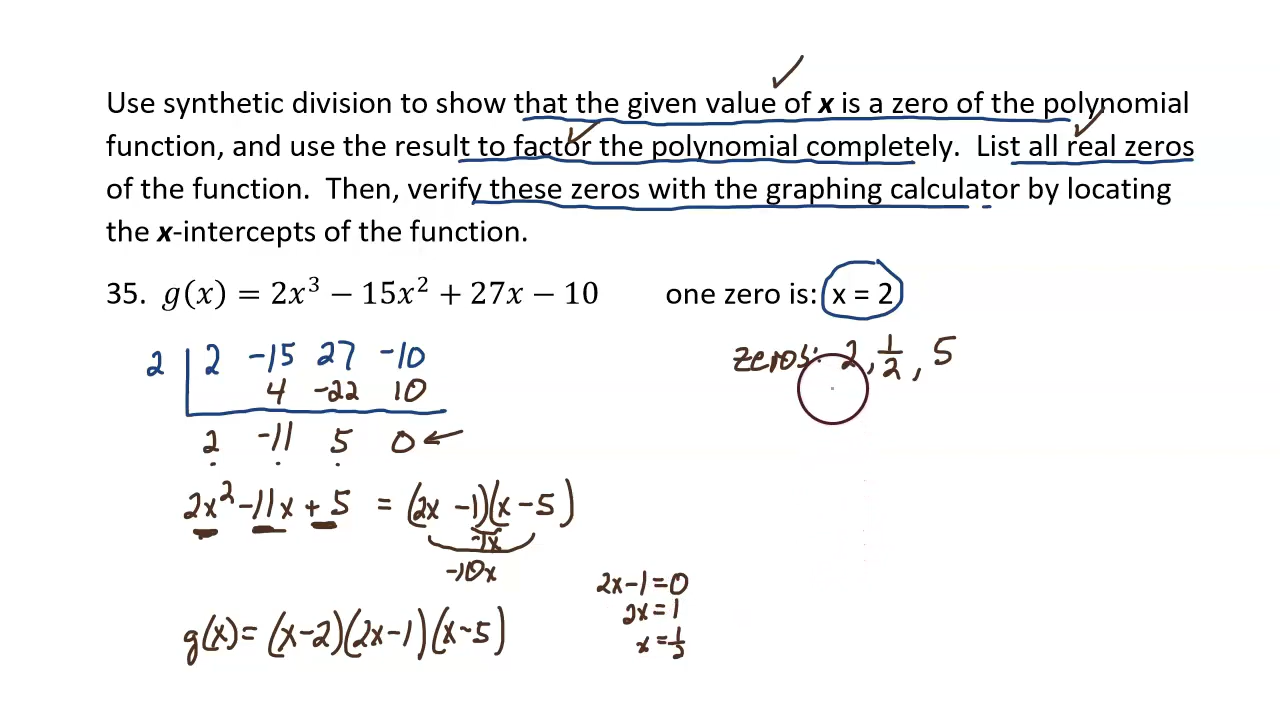 Use synthetic division to show that the given value of x is a zero of the polynomial
function, and use the result to factor the polynomial completely. List all real zeros
of the function. Then, verify these zeros with the graphing calculator by locating
the x-intercepts of the function.
35. g(x) = 2x³ − 15x² + 27x − 10 one zero is: x = 2
2 | 2 -15 27 -10
zeros: 2, 1/2, 5
4 -22 10
2 -11 5 0 ←
2x² -11x + 5 = (2x -1)(x -5)
-1x
-10x
2x-1=0
2x=1
x=1/2
g(x)= (x-2)(2x-1)(x-5)